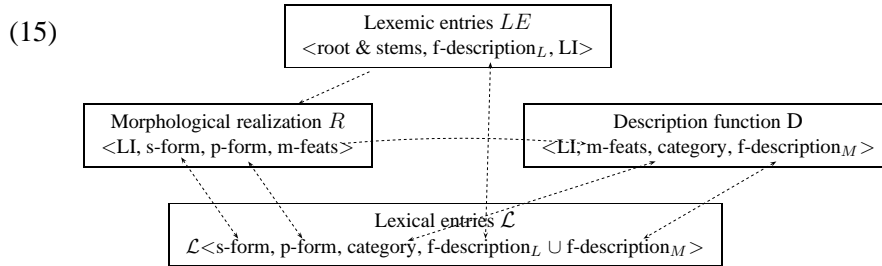 (15)
Lexemic entries LE
<root & stems, f-description_L, LI>
Morphological realization R
<LI, s-form, p-form, m-feats>
Description function D
<LI, m-feats, category, f-description_M>
Lexical entries ℒ
ℒ<s-form, p-form, category, f-description_L ∪ f-description_M>